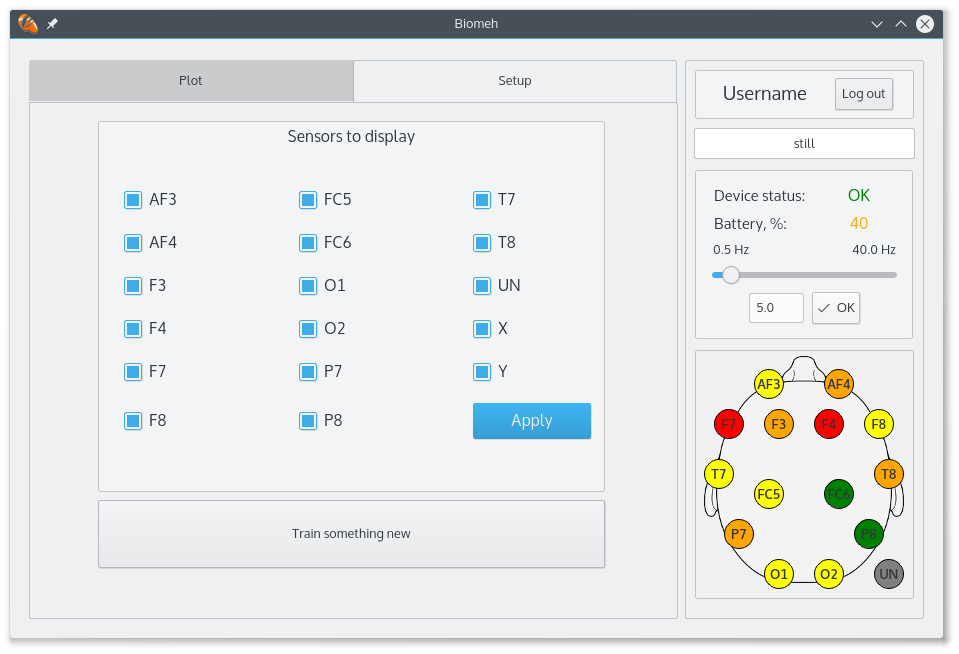 Biomeh
Plot
Setup
Sensors to display
AF3
FC5
T7
AF4
FC6
T8
F3
O1
UN
F4
O2
X
F7
P7
Y
F8
P8
Apply
Train something new
Username
Log out
still
Device status: OK
Battery, %: 40
0.5 Hz 40.0 Hz
5.0 OK
AF3 AF4
F7 F3 F4 F8
T7 T8
FC5 FC6
P7 P8
O1 O2 UN